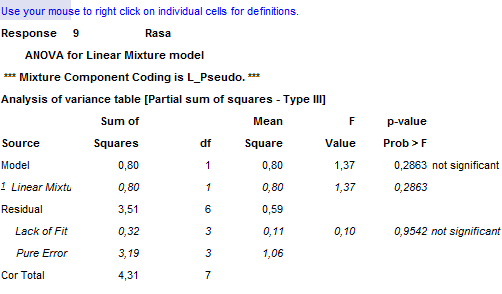 Use your mouse to right click on individual cells for definitions.
Response 9 Rasa
ANOVA for Linear Mixture model
*** Mixture Component Coding is L_Pseudo. ***
Analysis of variance table [Partial sum of squares - Type III]
Sum of Mean F p-value
Source Squares df Square Value Prob > F
Model 0,80 1 0,80 1,37 0,2863 not significant
1 Linear Mixtu 0,80 1 0,80 1,37 0,2863
Residual 3,51 6 0,59
Lack of Fit 0,32 3 0,11 0,10 0,9542 not significant
Pure Error 3,19 3 1,06
Cor Total 4,31 7